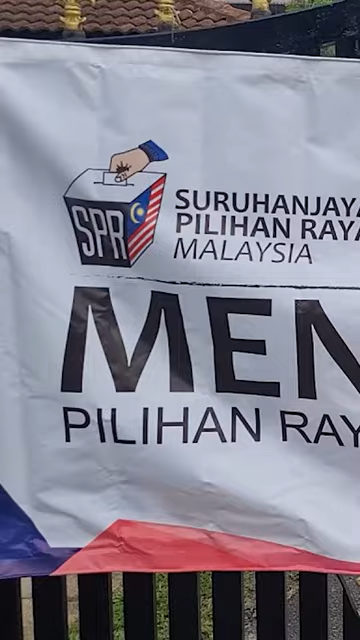 SPR
SURUHANJAYA
PILIHAN RAYA
MALAYSIA
MEN
PILIHAN RAY